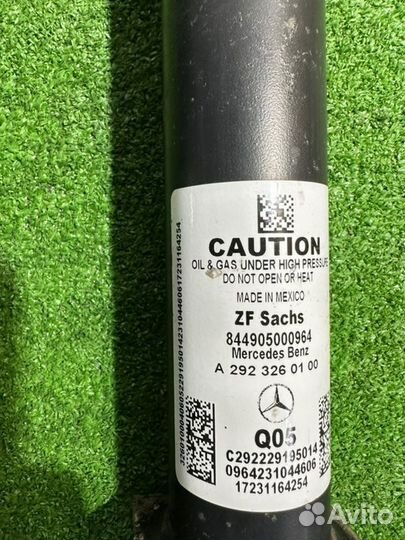 CAUTION
OIL & GAS UNDER HIGH PRESSURE
DO NOT OPEN OR HEAT
MADE IN MEXICO
ZF Sachs
844905000964
Mercedes Benz
A 292 326 01 00
Q05
C292229195014
0964231044606
17231164254
Avito